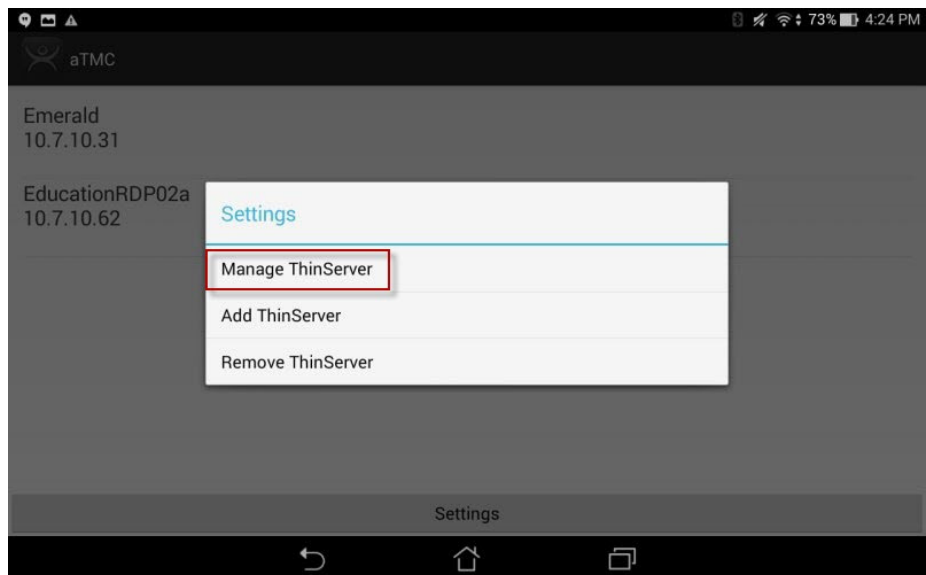 73% 4:24 PM
aTMC
Emerald
10.7.10.31
EducationRDP02a
10.7.10.62
Settings
Manage ThinServer
Add ThinServer
Remove ThinServer
Settings